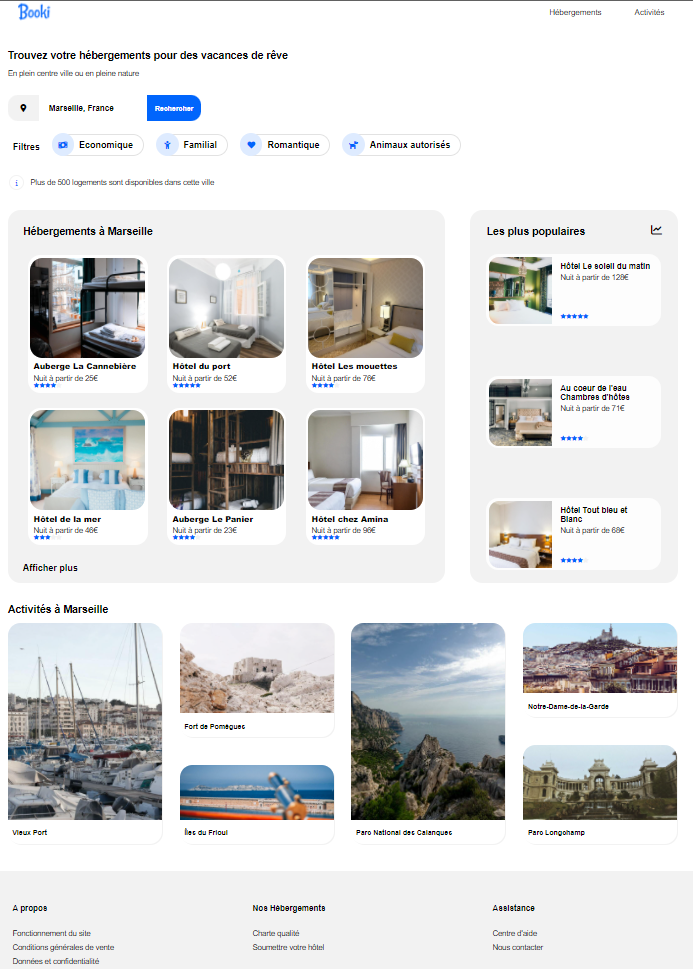 Booki
Hébergements
Activités
Trouvez votre hébergements pour des vacances de rêve
En plein centre ville ou en pleine nature
Marseille, France
Rechercher
Filtres
Economique
Familial
Romantique
Animaux autorisés
Plus de 500 logements sont disponibles dans cette ville
Hébergements à Marseille
Auberge La Cannebière
Nuit à partir de 25€
Hôtel du port
Nuit à partir de 52€
Hôtel Les mouettes
Nuit à partir de 76€
Hôtel de la mer
Nuit à partir de 46€
Auberge Le Panier
Nuit à partir de 23€
Hôtel chez Amina
Nuit à partir de 96€
Afficher plus
Les plus populaires
Hôtel Le soleil du matin
Nuit à partir de 128€
Au coeur de l'eau
Chambres d'hôtes
Nuit à partir de 71€
Hôtel Tout bleu et
Blanc
Nuit à partir de 68€
Activités à Marseille
Vieux Port
Fort de Pomègues
Îles du Frioul
Parc National des Calanques
Notre-Dame-de-la-Garde
Parc Longchamp
A propos
Fonctionnement du site
Conditions générales de vente
Données et confidentialité
Nos Hébergements
Charte qualité
Soumettre votre hôtel
Assistance
Centre d'aide
Nous contacter